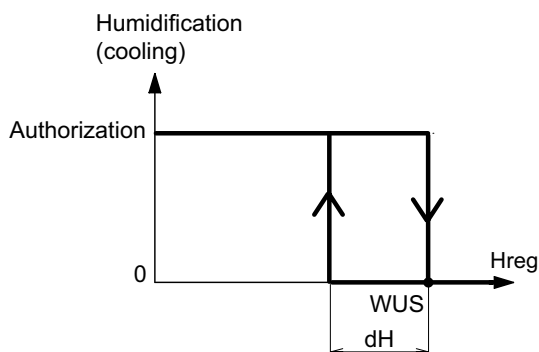 Humidification
(cooling)
Authorization
0
Hreg
WUS
dH